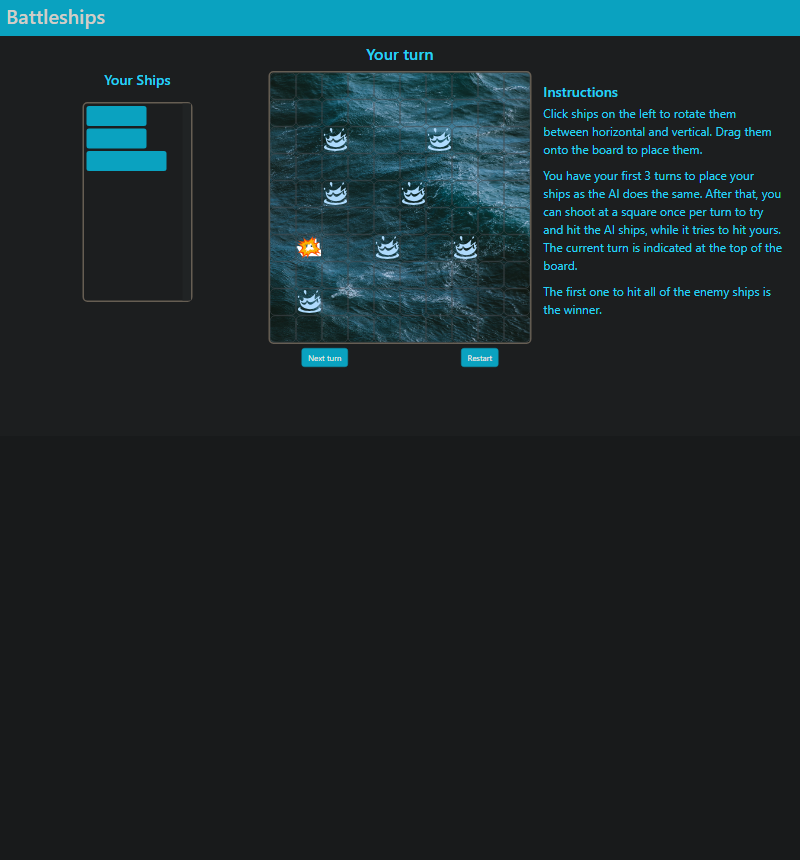 Battleships
Your turn
Your Ships
Instructions
Click ships on the left to rotate them
between horizontal and vertical. Drag them
onto the board to place them.
You have your first 3 turns to place your
ships as the AI does the same. After that, you
can shoot at a square once per turn to try
and hit the AI ships, while it tries to hit yours.
The current turn is indicated at the top of the
board.
The first one to hit all of the enemy ships is
the winner.
Next turn
Restart